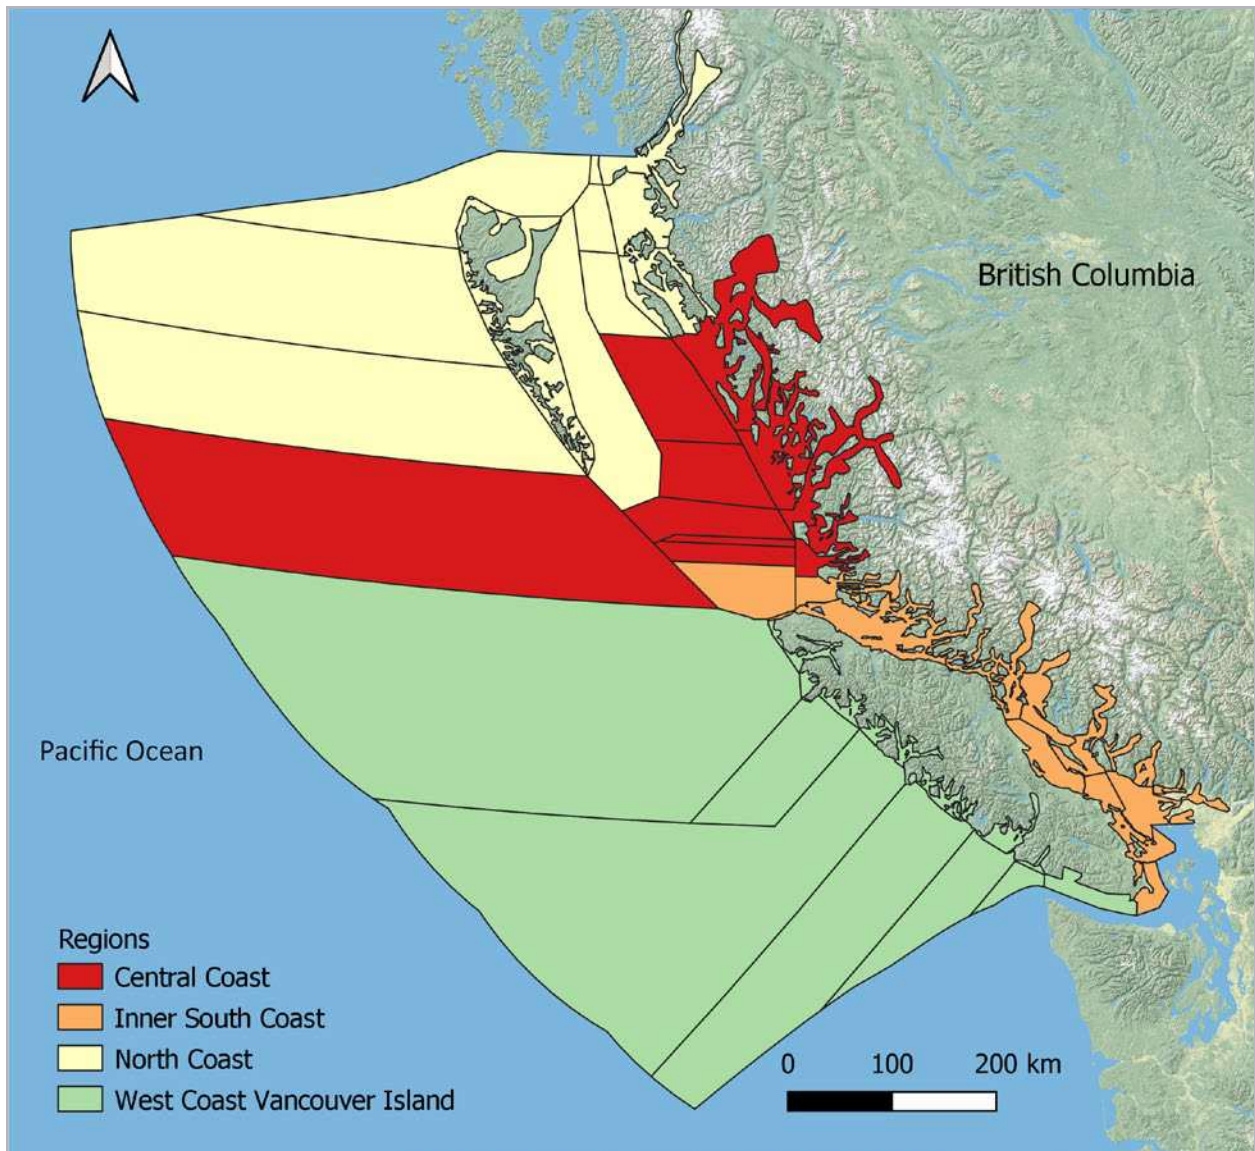 British Columbia
Pacific Ocean
Regions
Central Coast
Inner South Coast
North Coast
West Coast Vancouver Island
0 100 200 km